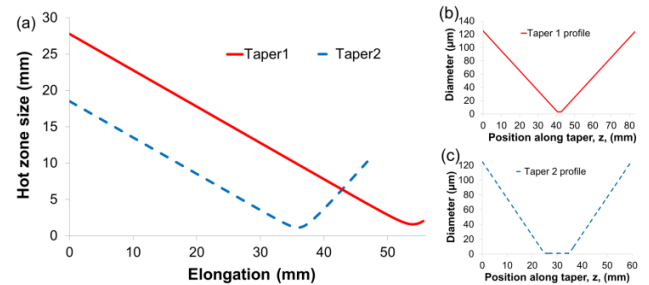 (a)
30
25
20
15
10
5
0
Hot zone size (mm)
Taper1 Taper2
0 20 40
Elongation (mm)
(b)
140
120
100
80
60
40
20
0
Diameter (µm)
Taper 1 profile
0 10 20 30 40 50 60 70 80
Position along taper, z, (mm)
(c)
140
120
100
80
60
40
20
0
Diameter (µm)
Taper 2 profile
0 10 20 30 40 50 60
Position along taper, z, (mm)